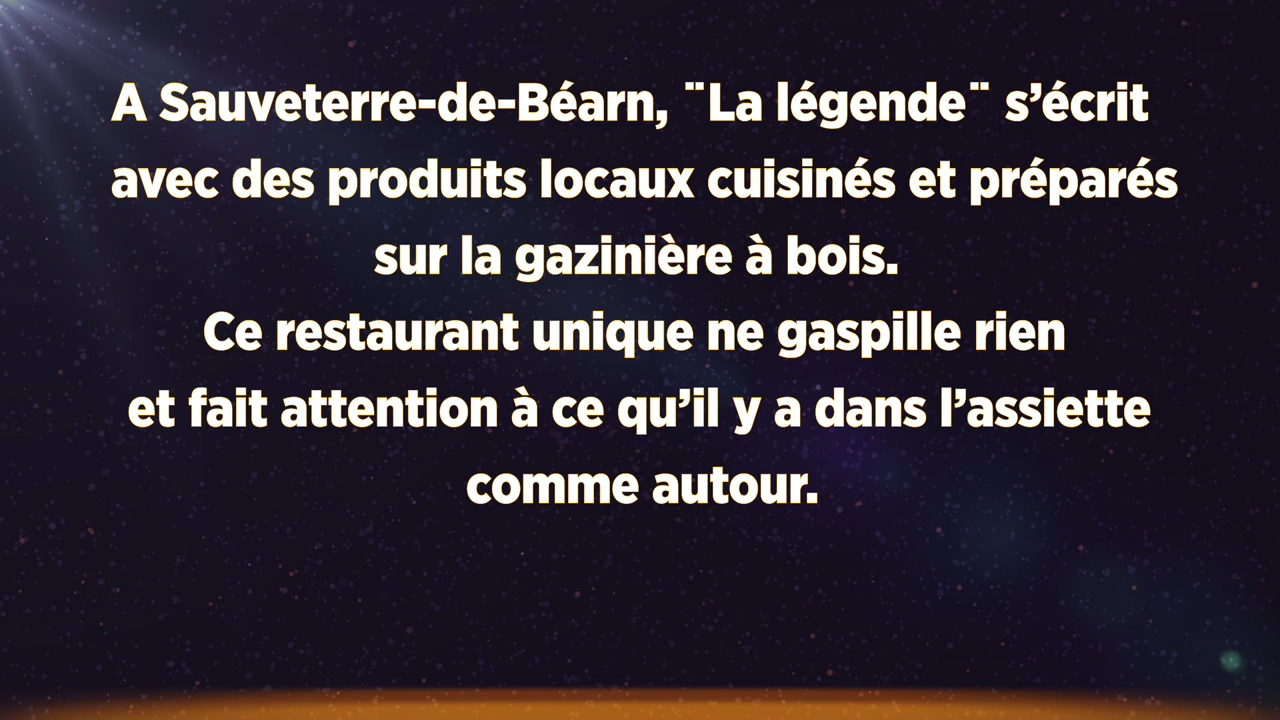 A Sauveterre-de-Béarn, ¨La légende¨ s’écrit
avec des produits locaux cuisinés et préparés
sur la gazinière à bois.
Ce restaurant unique ne gaspille rien
et fait attention à ce qu’il y a dans l’assiette
comme autour.